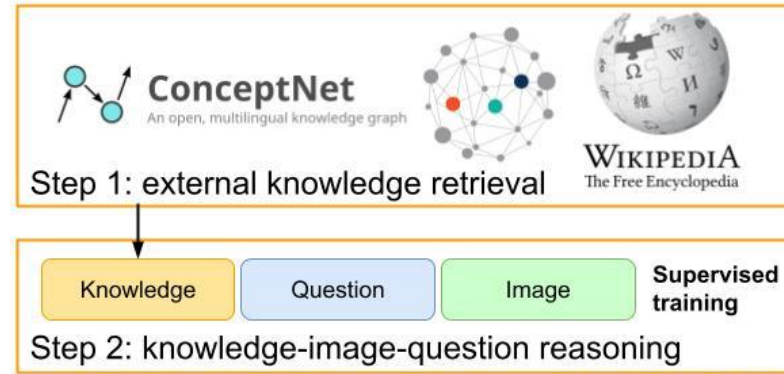 ConceptNet
An open, multilingual knowledge graph
Ω W И 維
WIKIPEDIA
The Free Encyclopedia
Step 1: external knowledge retrieval
Knowledge Question Image Supervised training
Step 2: knowledge-image-question reasoning